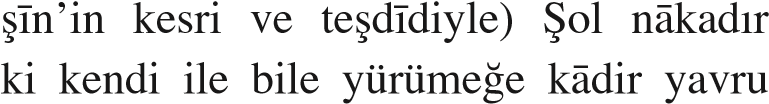 şīn’in kesri ve teşdīdiyle) Şol nākadır
ki kendi ile bile yürümeğe kādir yavru